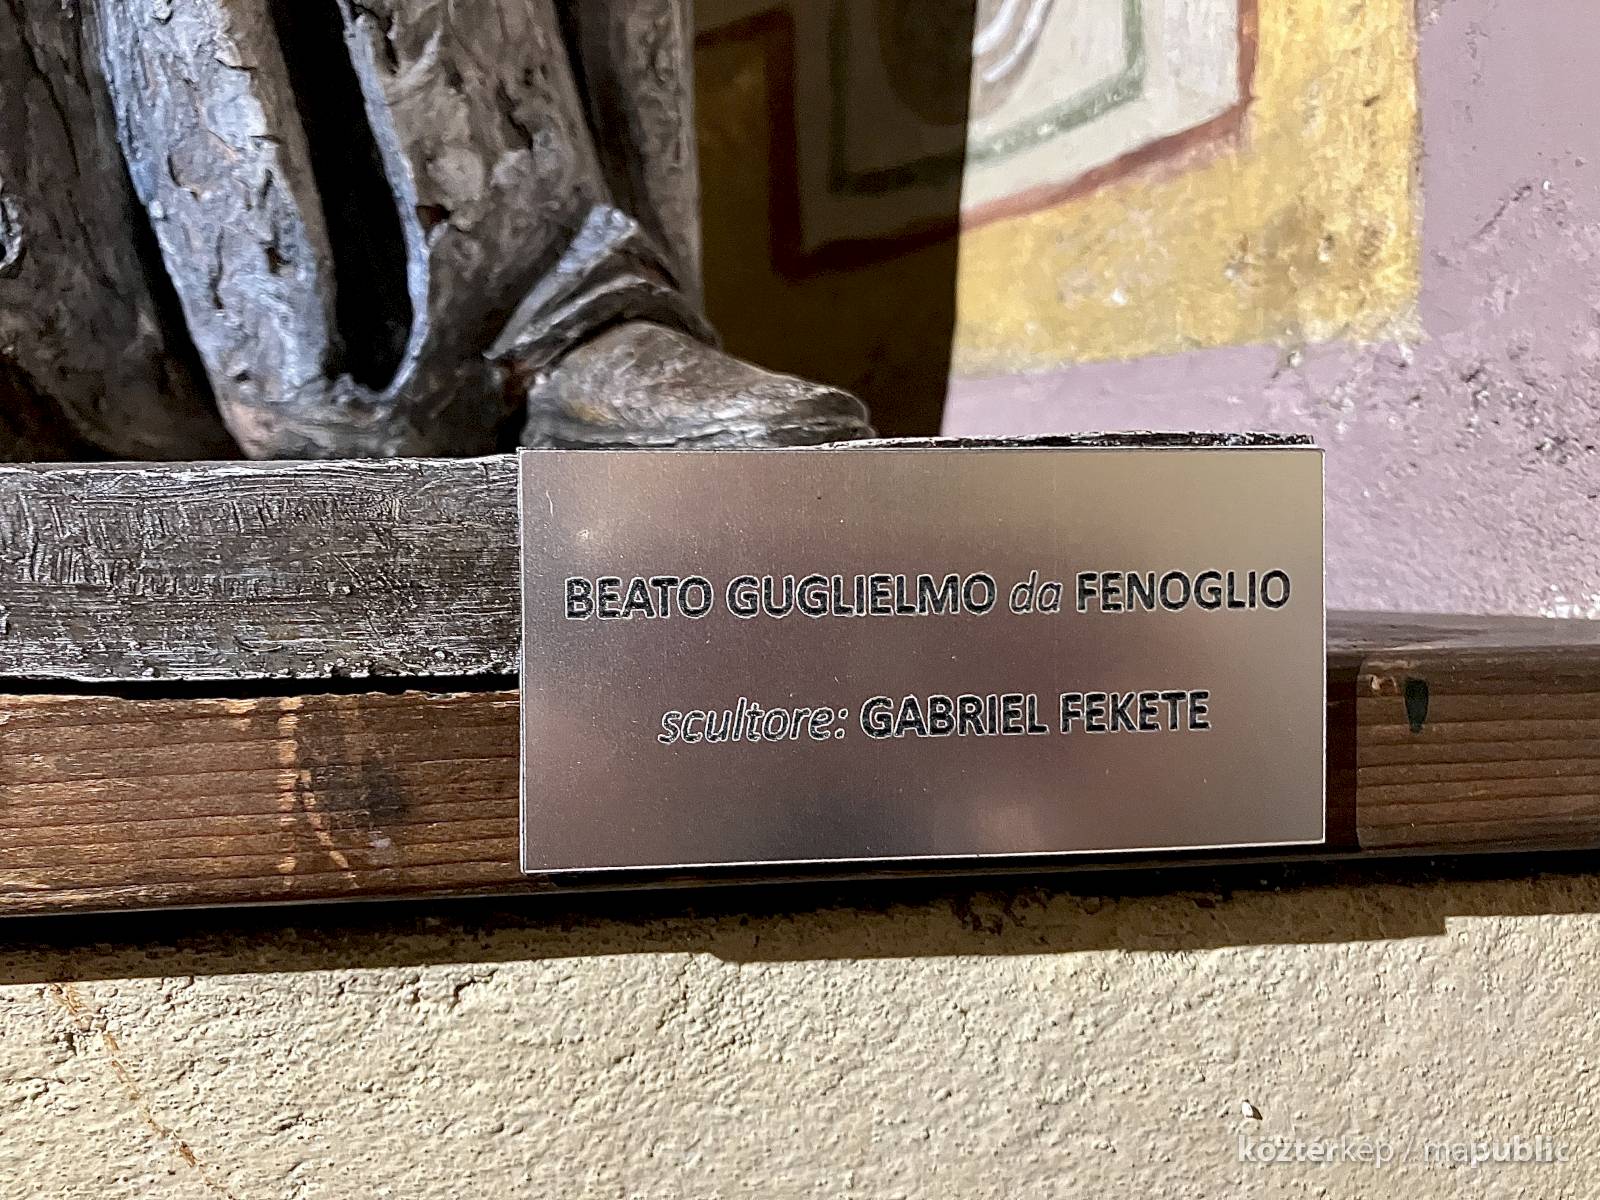 BEATO GUGLIELMO da FENOGLIO
scultore: GABRIEL FEKETE
köztérkép / mapublic